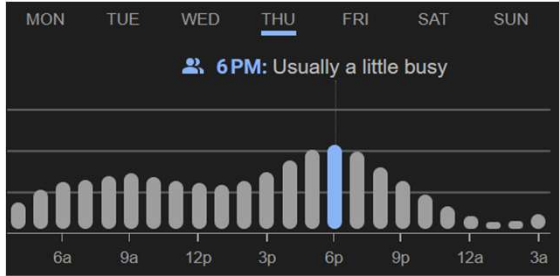 MON TUE WED THU FRI SAT SUN
6 PM: Usually a little busy
6a 9a 12p 3p 6p 9p 12a 3a